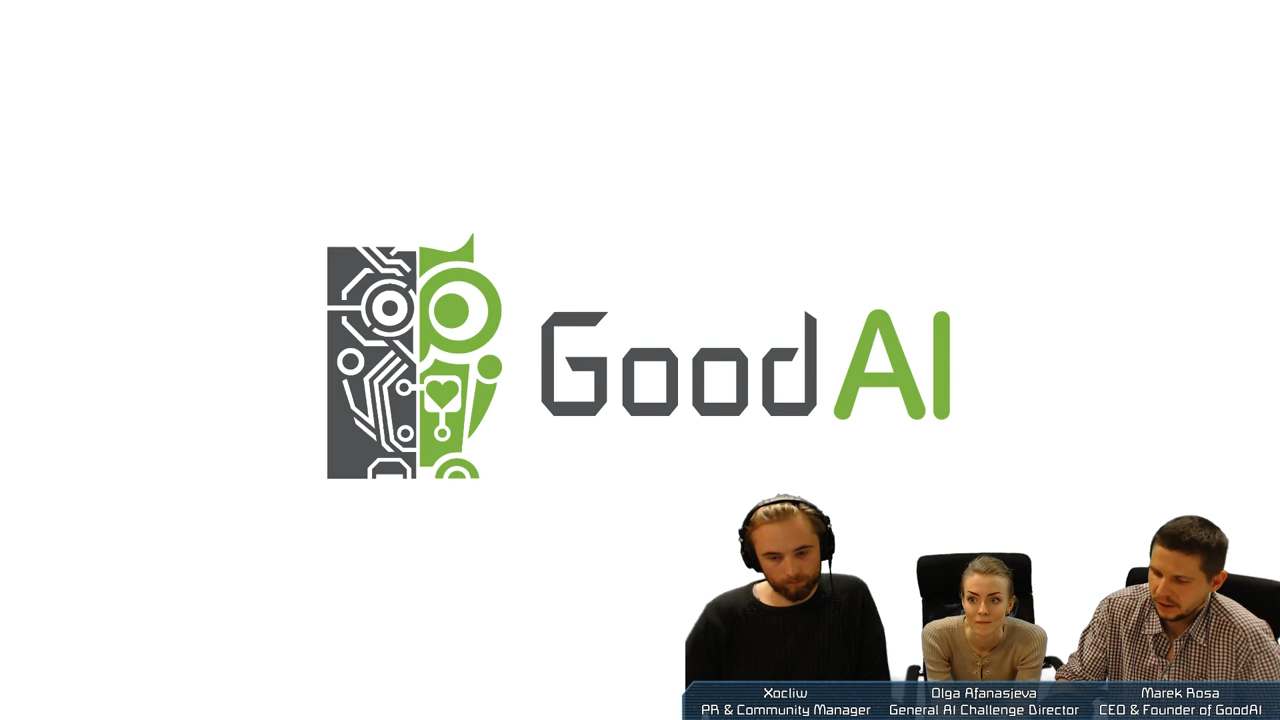 GoodAI
Xocliw
PR & Community Manager
Olga Afanasjeva
General AI Challenge Director
Marek Rosa
CEO & Founder of GoodAI